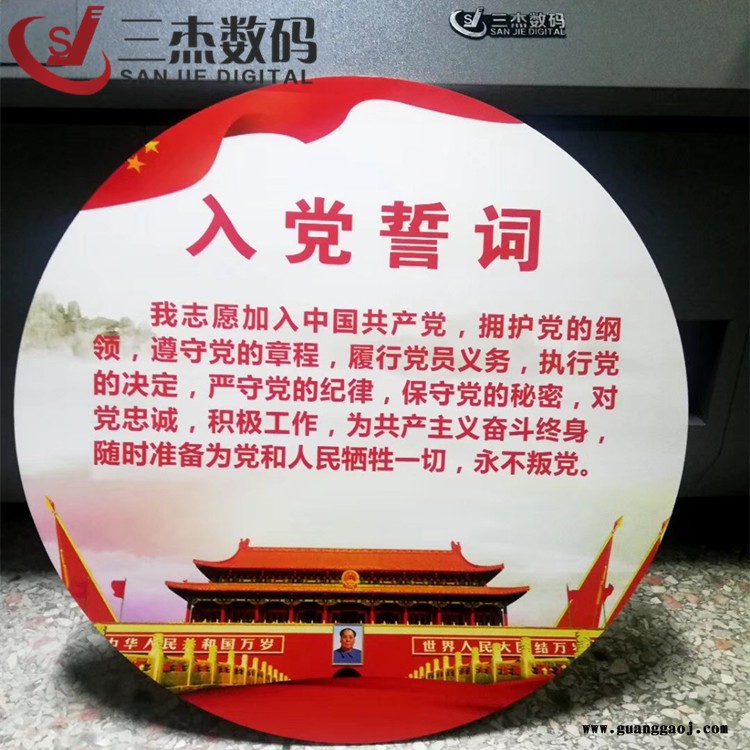 三杰数码
SAN JIE DIGITAL
三杰数码
SAN JIE DIGITAL
入党誓词
我志愿加入中国共产党，拥护党的纲
领，遵守党的章程，履行党员义务，执行党
的决定，严守党的纪律，保守党的秘密，对
党忠诚，积极工作，为共产主义奋斗终身，
随时准备为党和人民牺牲一切，永不叛党。
中华人民共和国万岁
世界人民大团结万岁
www.guanggaoj.com